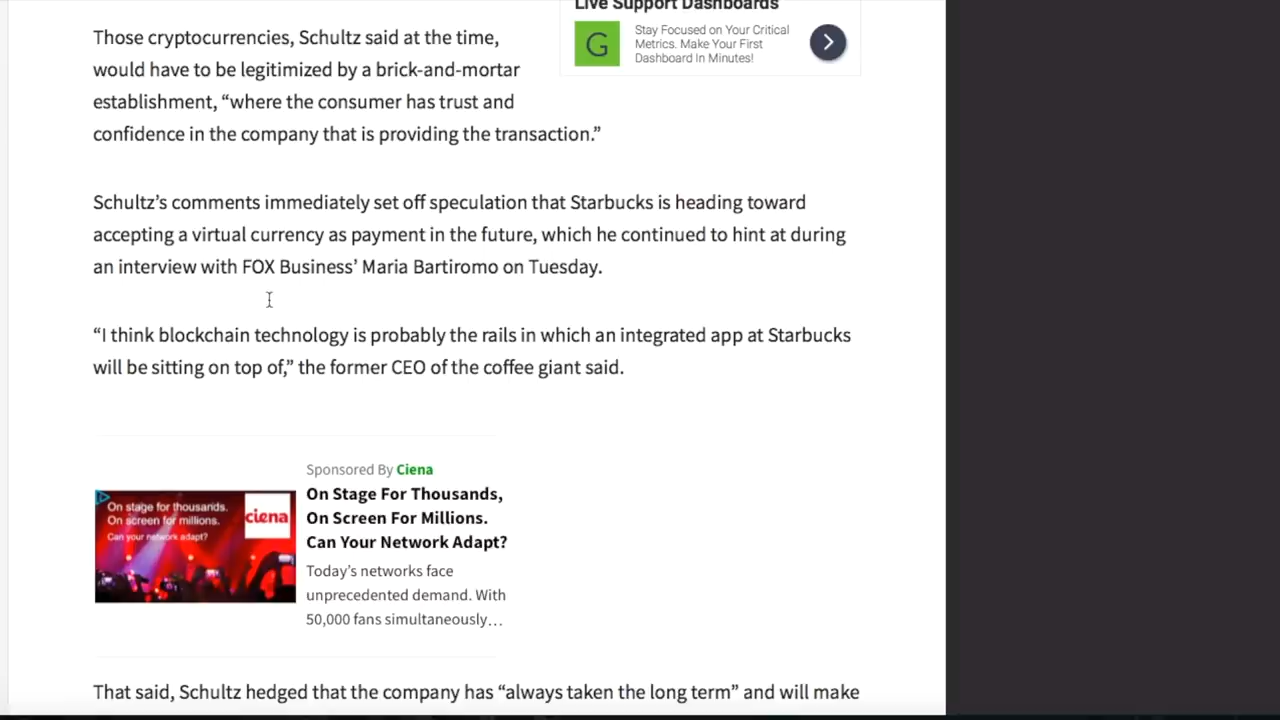 Live Support Dashboards
Stay Focused on Your Critical
Metrics. Make Your First
Dashboard In Minutes!
G
Those cryptocurrencies, Schultz said at the time,
would have to be legitimized by a brick-and-mortar
establishment, “where the consumer has trust and
confidence in the company that is providing the transaction.”
Schultz’s comments immediately set off speculation that Starbucks is heading toward
accepting a virtual currency as payment in the future, which he continued to hint at during
an interview with FOX Business’ Maria Bartiromo on Tuesday.
“I think blockchain technology is probably the rails in which an integrated app at Starbucks
will be sitting on top of,” the former CEO of the coffee giant said.
On stage for thousands.
On screen for millions.
Can your network adapt?
ciena
Sponsored By Ciena
On Stage For Thousands,
On Screen For Millions.
Can Your Network Adapt?
Today’s networks face
unprecedented demand. With
50,000 fans simultaneously…
That said, Schultz hedged that the company has “always taken the long term” and will make